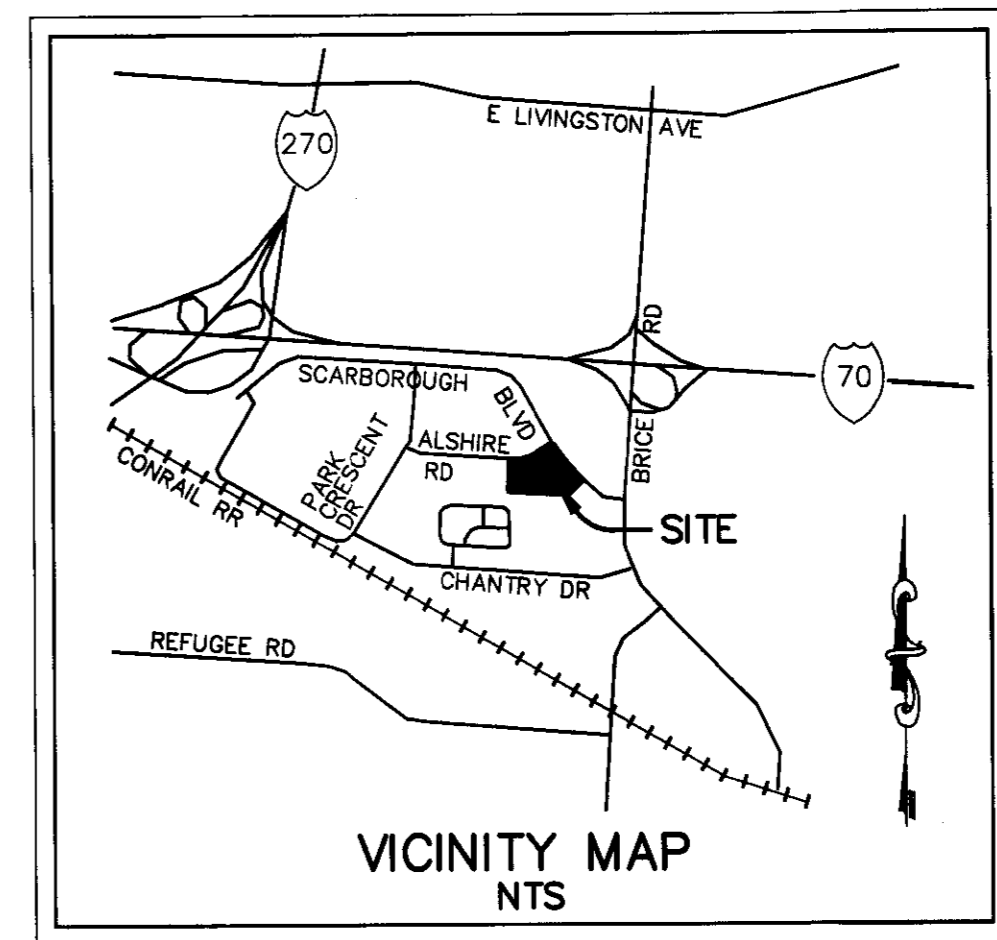 E LIVINGSTON AVE
270
RD
SCARBOROUGH
BLVD
70
ALSHIRE
RD
BRICE
PARK
CRESCENT
DR
CONRAIL RR
SITE
CHANTRY DR
REFUGEE RD
VICINITY MAP
NTS